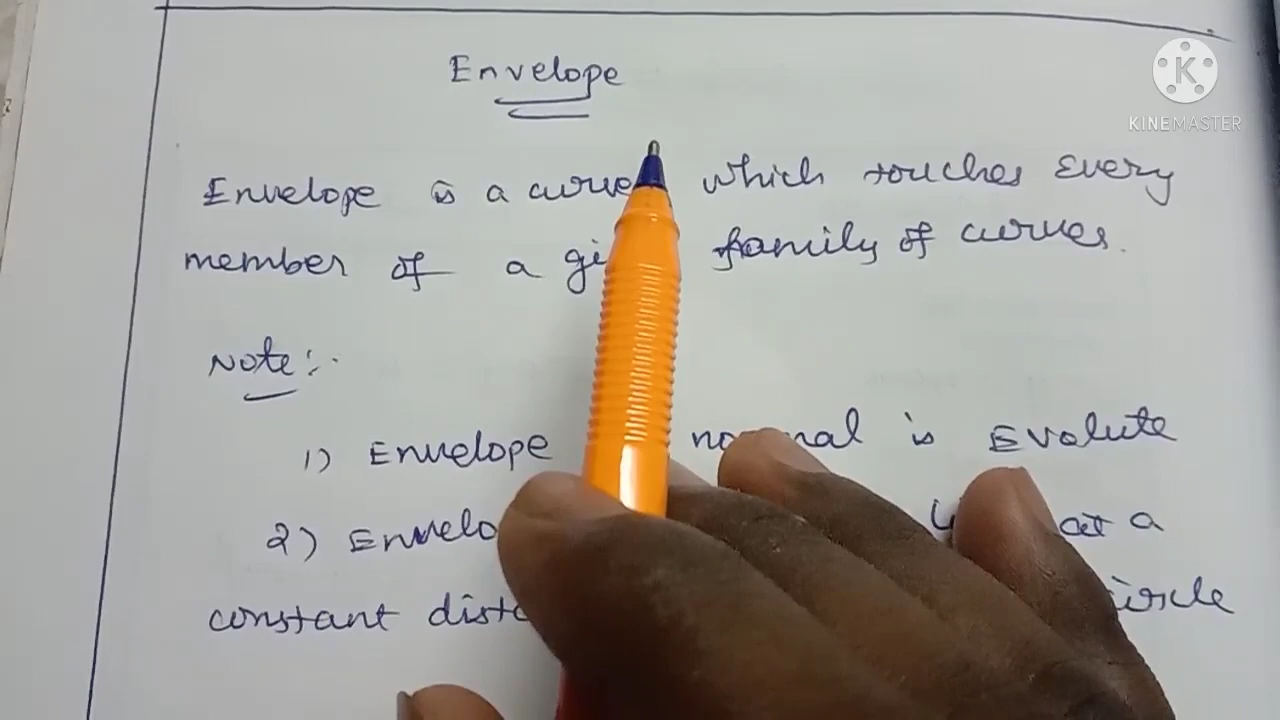 Envelope
Envelope is a curve which touches Every
member of a gi family of curves.
Note:-
1) Envelope normal is Evolute
2) Envelo at a
constant dista circle
K
KINEMASTER